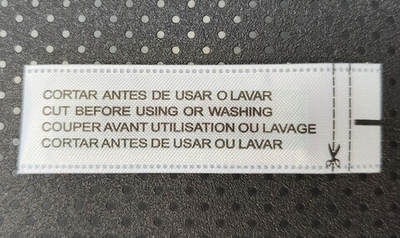 CORTAR ANTES DE USAR O LAVAR
CUT BEFORE USING OR WASHING
COUPER AVANT UTILISATION OU LAVAGE
CORTAR ANTES DE USAR OU LAVAR